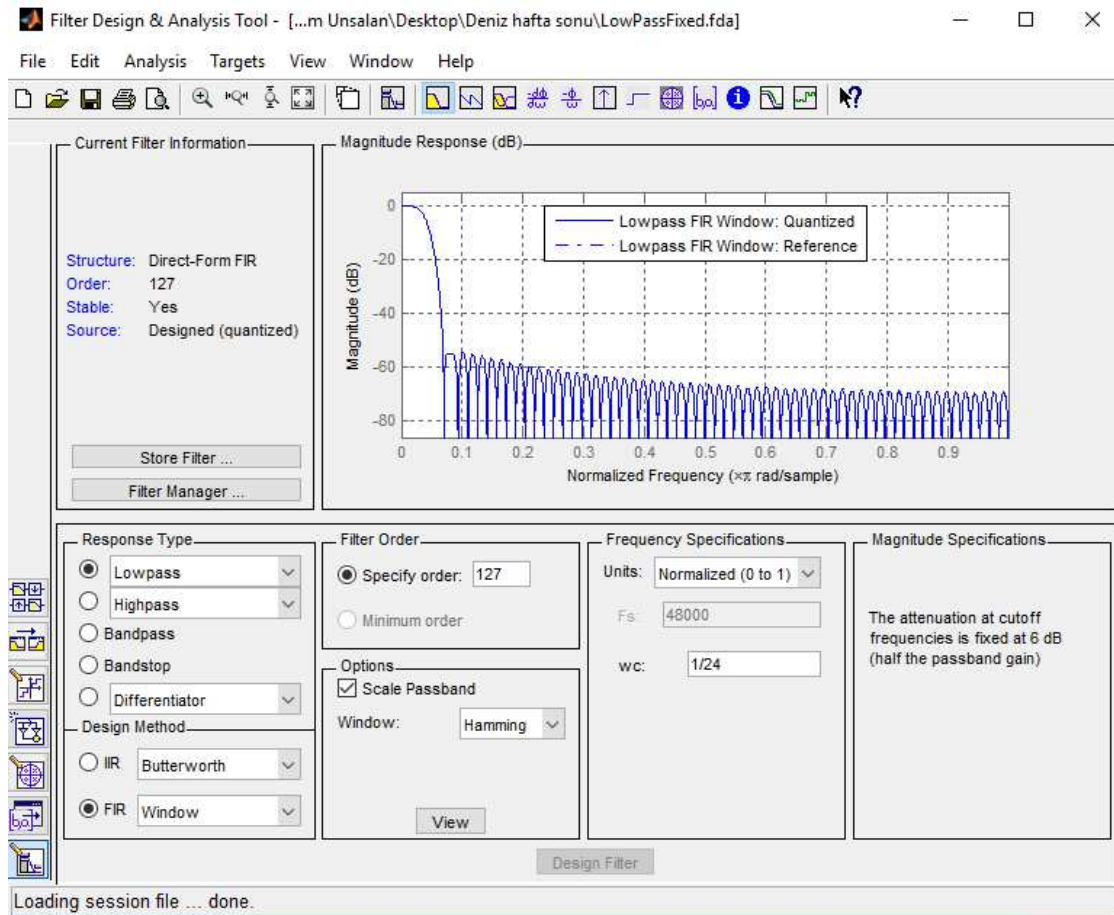 Filter Design & Analysis Tool - [...m Unsalan\Desktop\Deniz hafta sonu\LowPassFixed.fda]
File Edit Analysis Targets View Window Help
Current Filter Information
Structure: Direct-Form FIR
Order: 127
Stable: Yes
Source: Designed (quantized)
Store Filter ...
Filter Manager ...
Magnitude Response (dB)
Lowpass FIR Window: Quantized
Lowpass FIR Window: Reference
Magnitude (dB)
0
-20
-40
-60
-80
0 0.1 0.2 0.3 0.4 0.5 0.6 0.7 0.8 0.9
Normalized Frequency (×π rad/sample)
Response Type
Lowpass
Highpass
Bandpass
Bandstop
Differentiator
Design Method
IIR Butterworth
FIR Window
Filter Order
Specify order: 127
Minimum order
Options
Scale Passband
Window: Hamming
View
Frequency Specifications
Units: Normalized (0 to 1)
Fs: 48000
wc: 1/24
Magnitude Specifications
The attenuation at cutoff
frequencies is fixed at 6 dB
(half the passband gain)
Design Filter
Loading session file ... done.